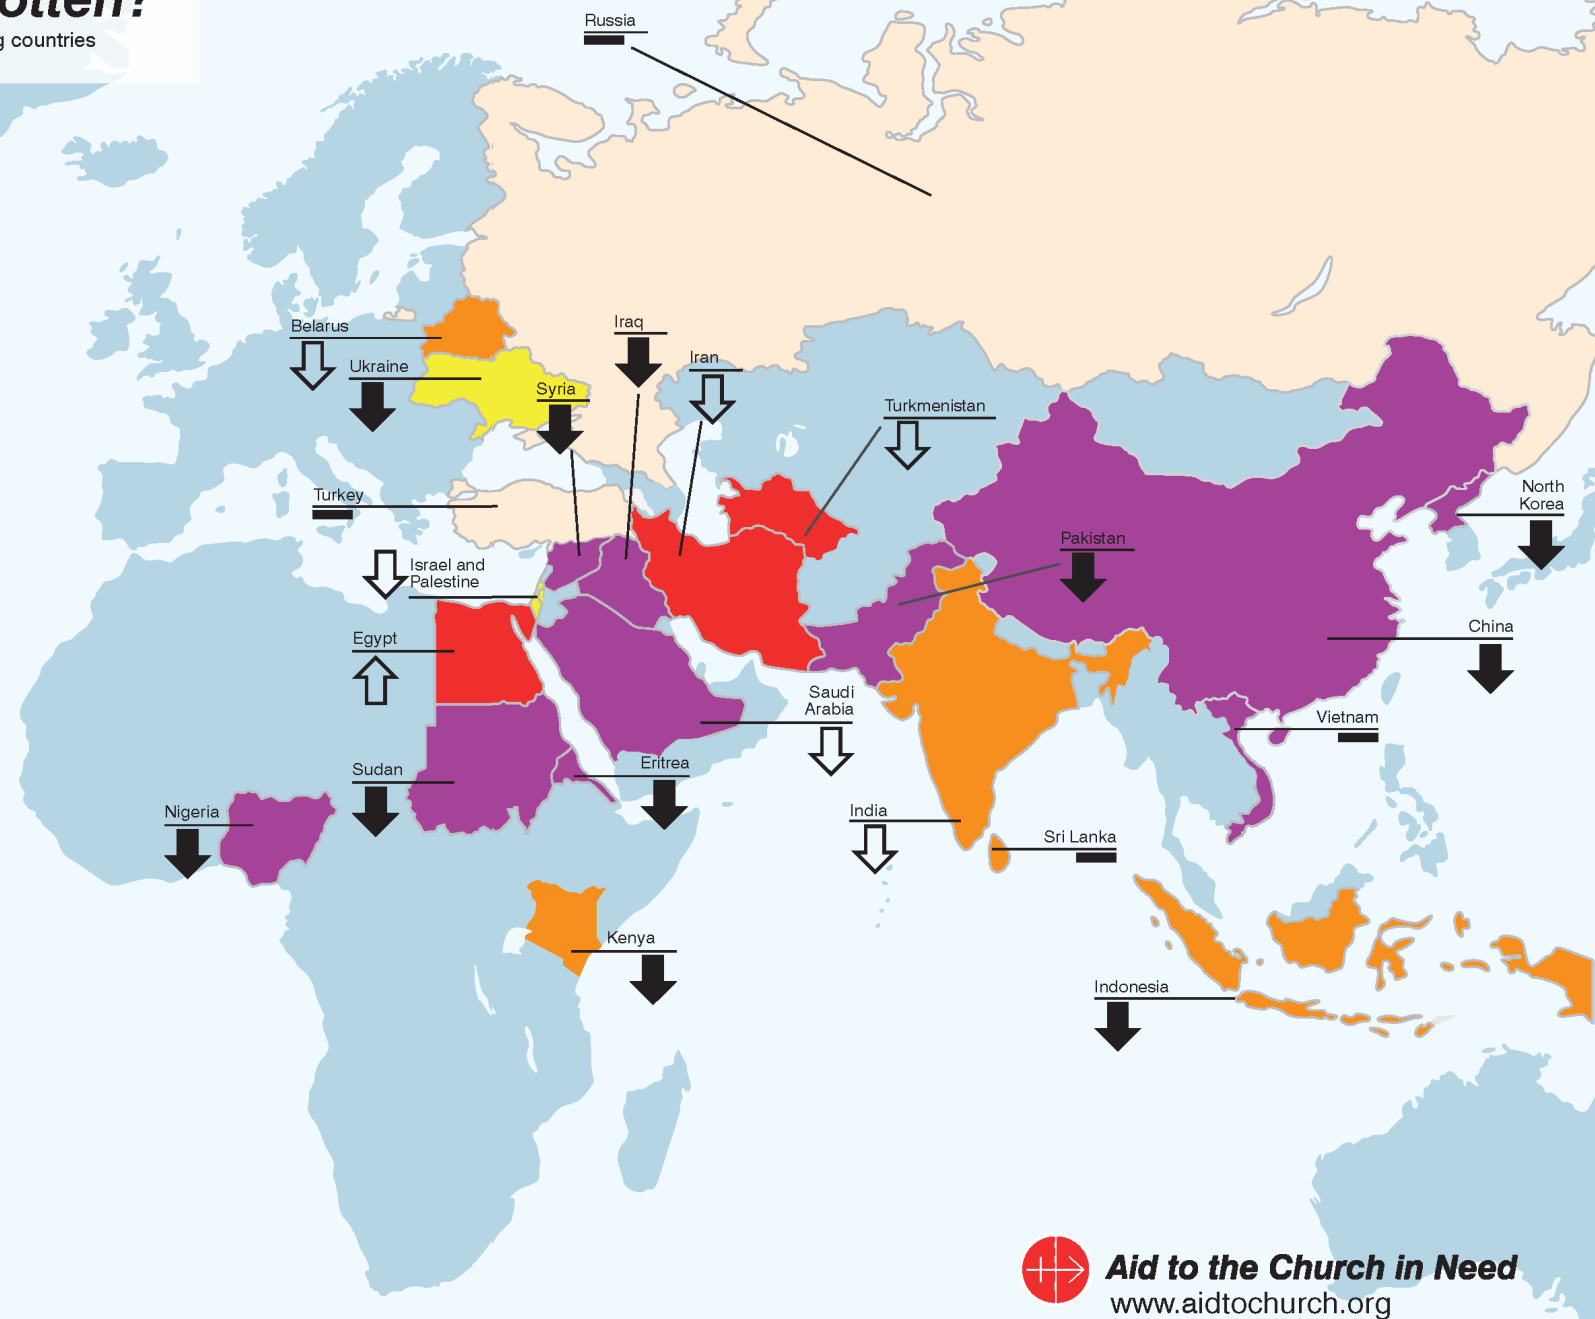 g countries
Russia
Belarus
Ukraine
Syria
Iraq
Iran
Turkmenistan
Turkey
Israel and
Palestine
Pakistan
North
Korea
Egypt
China
Saudi
Arabia
Vietnam
Sudan
Eritrea
Nigeria
India
Sri Lanka
Kenya
Indonesia
Aid to the Church in Need
www.aidtochurch.org